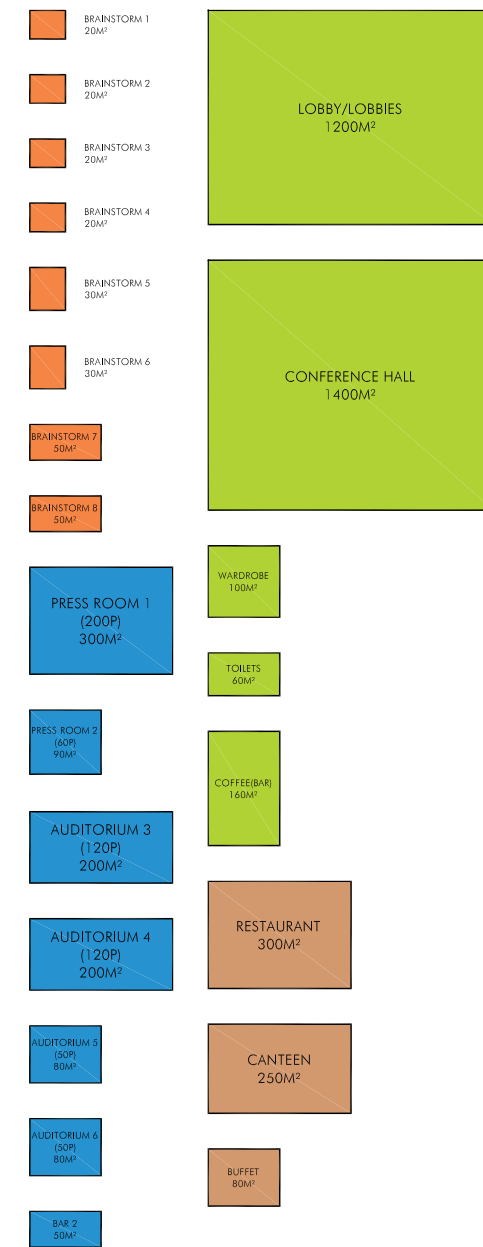 BRAINSTORM 1
20M²
BRAINSTORM 2
20M²
BRAINSTORM 3
20M²
BRAINSTORM 4
20M²
BRAINSTORM 5
30M²
BRAINSTORM 6
30M²
BRAINSTORM 7
50M²
BRAINSTORM 8
50M²
PRESS ROOM 1
(200P)
300M²
PRESS ROOM 2
(60P)
90M²
AUDITORIUM 3
(120P)
200M²
AUDITORIUM 4
(120P)
200M²
AUDITORIUM 5
(50P)
80M²
AUDITORIUM 6
(50P)
80M²
BAR 2
50M²
LOBBY/LOBBIES
1200M²
CONFERENCE HALL
1400M²
WARDROBE
100M²
TOILETS
60M²
COFFEE(BAR)
160M²
RESTAURANT
300M²
CANTEEN
250M²
BUFFET
80M²